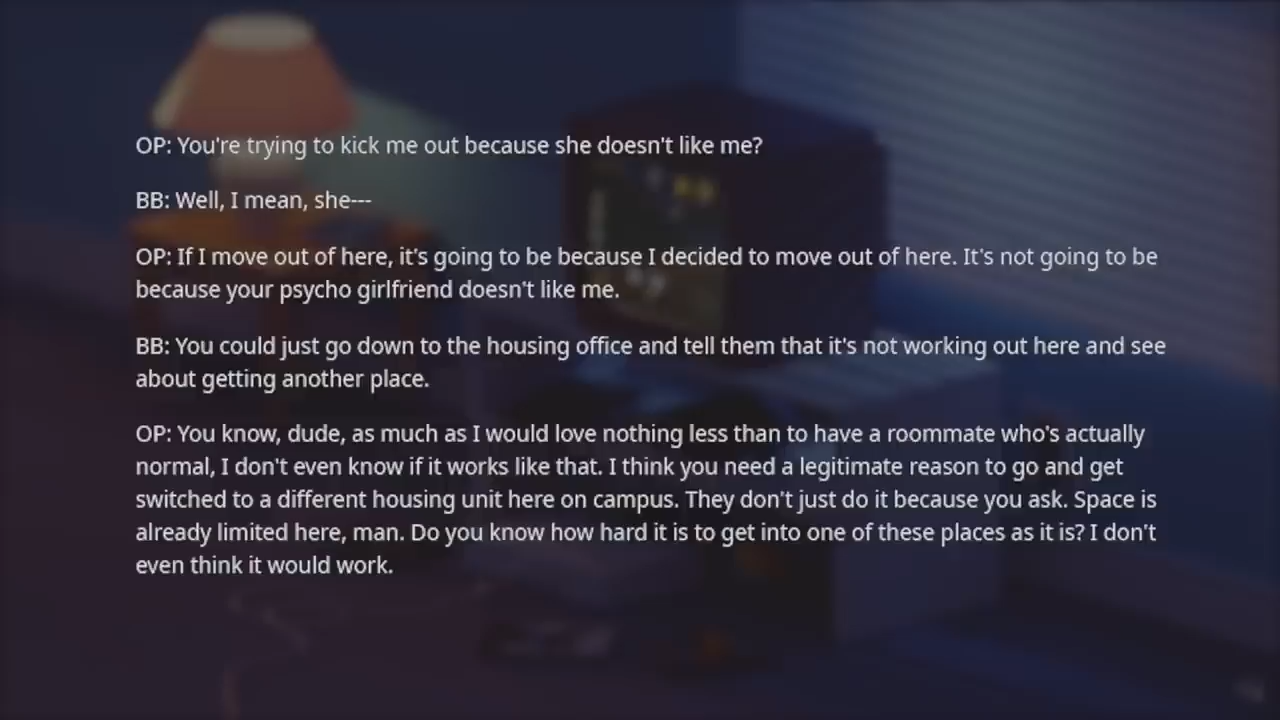 OP: You're trying to kick me out because she doesn't like me?
BB: Well, I mean, she---
OP: If I move out of here, it's going to be because I decided to move out of here. It's not going to be
because your psycho girlfriend doesn't like me.
BB: You could just go down to the housing office and tell them that it's not working out here and see
about getting another place.
OP: You know, dude, as much as I would love nothing less than to have a roommate who's actually
normal, I don't even know if it works like that. I think you need a legitimate reason to go and get
switched to a different housing unit here on campus. They don't just do it because you ask. Space is
already limited here, man. Do you know how hard it is to get into one of these places as it is? I don't
even think it would work.